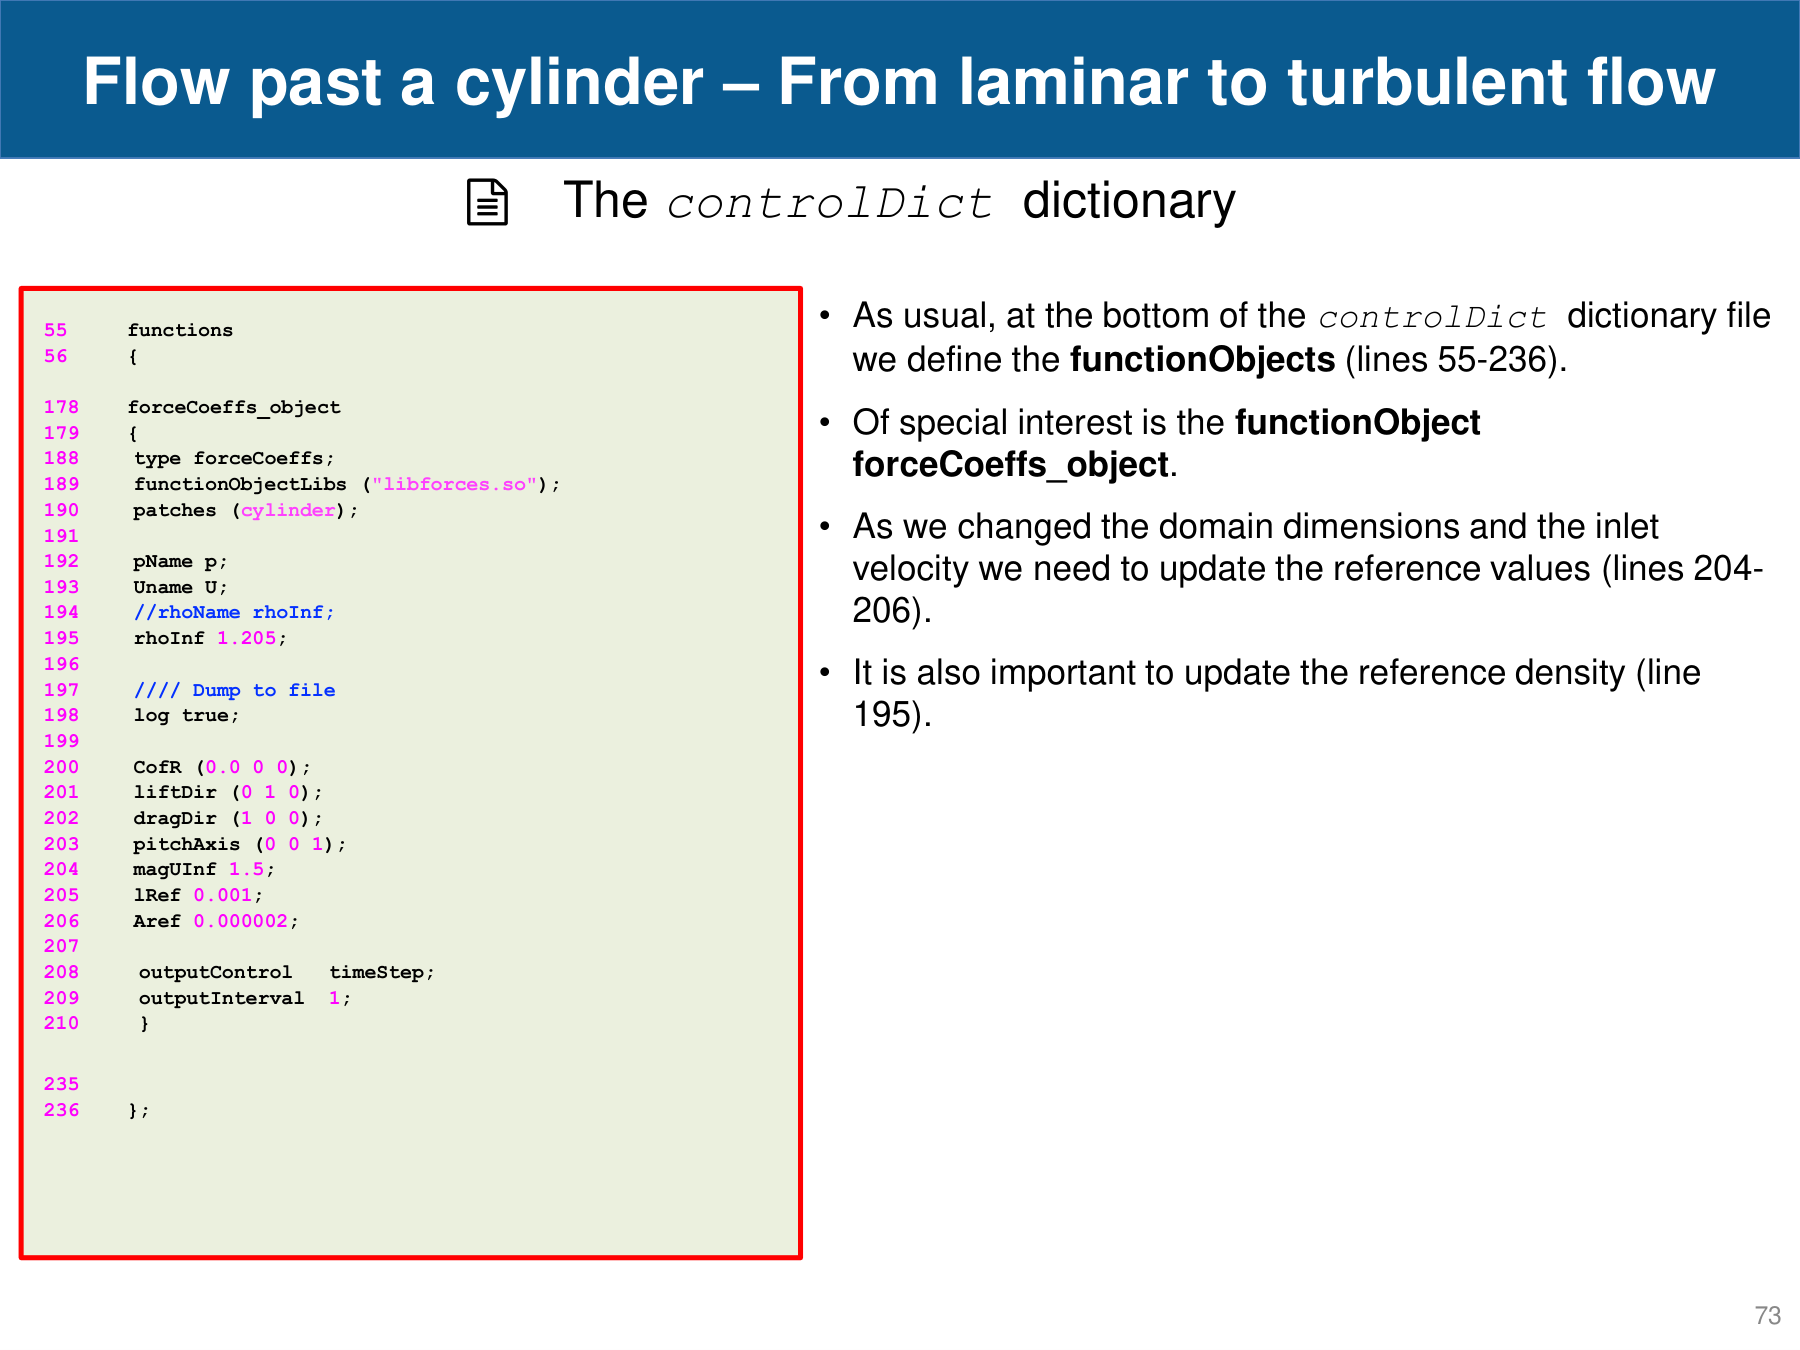 Flow past a cylinder – From laminar to turbulent flow
The controlDict dictionary
55 functions
56 {
178 forceCoeffs_object
179 {
188 type forceCoeffs;
189 functionObjectLibs ("libforces.so");
190 patches (cylinder);
191
192 pName p;
193 Uname U;
194 //rhoName rhoInf;
195 rhoInf 1.205;
196
197 //// Dump to file
198 log true;
199
200 CofR (0.0 0 0);
201 liftDir (0 1 0);
202 dragDir (1 0 0);
203 pitchAxis (0 0 1);
204 magUInf 1.5;
205 lRef 0.001;
206 Aref 0.000002;
207
208 outputControl timeStep;
209 outputInterval 1;
210 }
235
236 };
• As usual, at the bottom of the controlDict dictionary file
we define the functionObjects (lines 55-236).
• Of special interest is the functionObject
forceCoeffs_object.
• As we changed the domain dimensions and the inlet
velocity we need to update the reference values (lines 204-
206).
• It is also important to update the reference density (line
195).
73